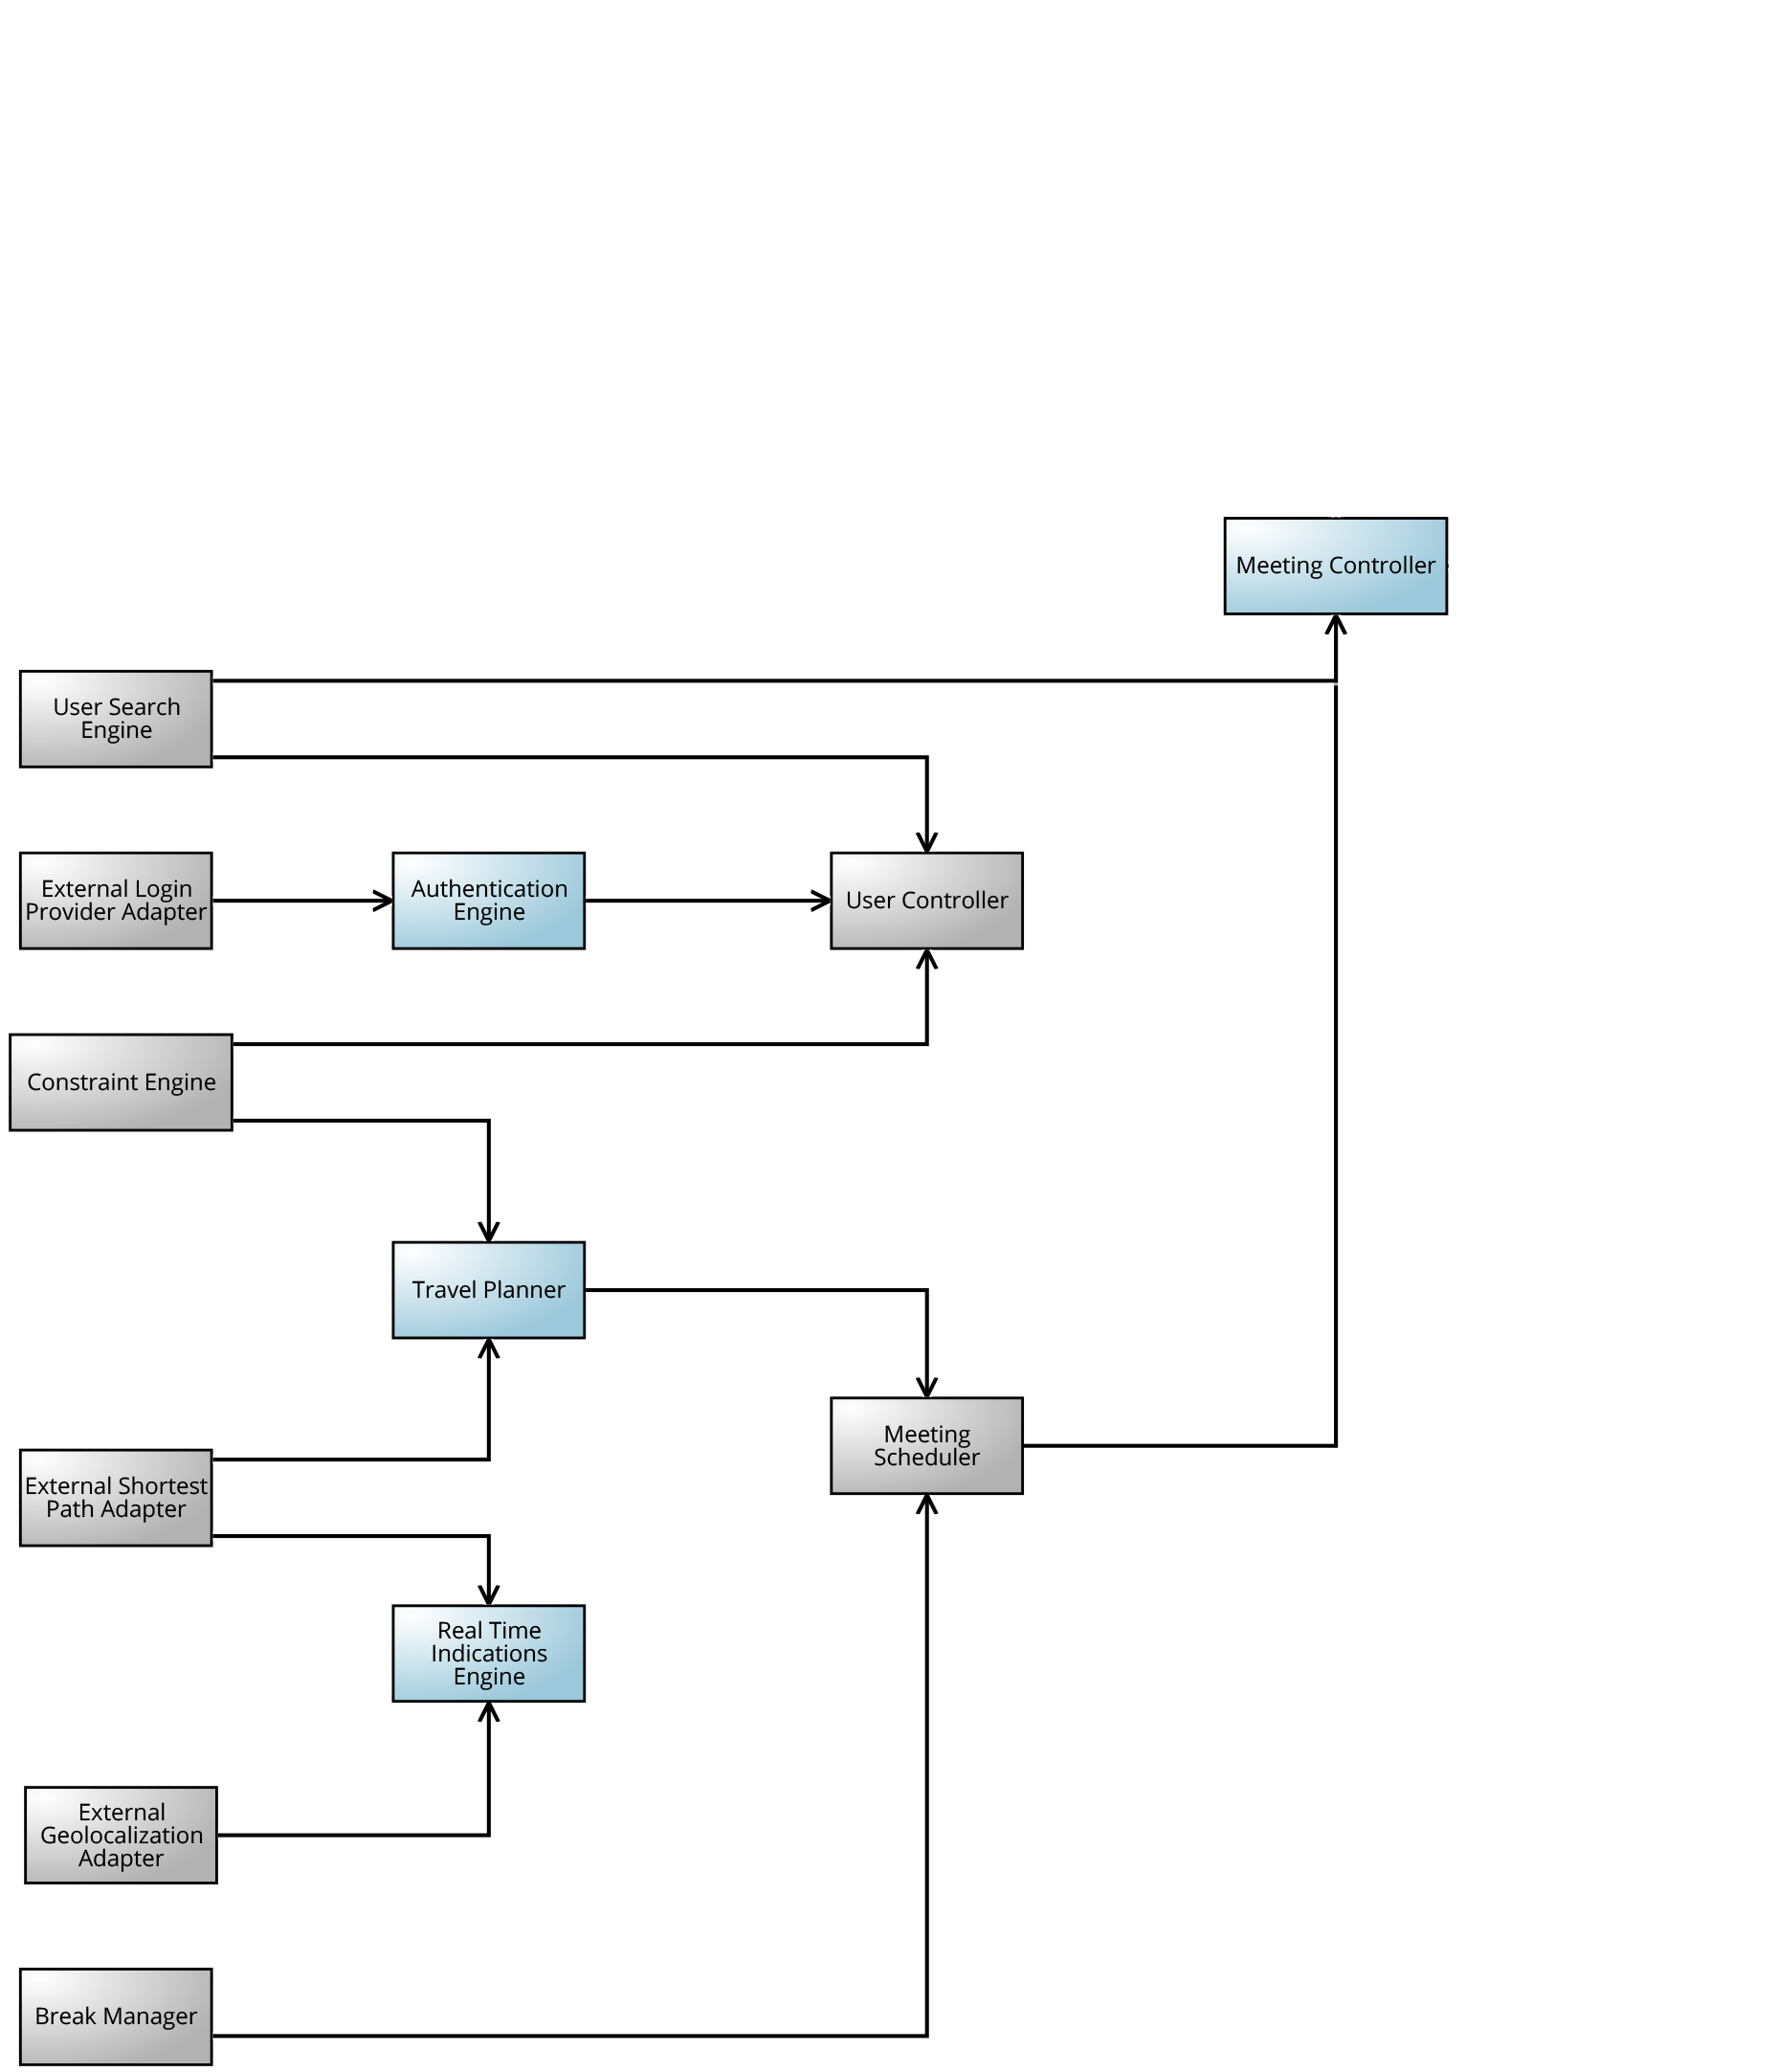 Meeting Controller
User Search
Engine
External Login
Provider Adapter
Authentication
Engine
User Controller
Constraint Engine
Travel Planner
Meeting
Scheduler
External Shortest
Path Adapter
Real Time
Indications
Engine
External
Geolocalization
Adapter
Break Manager